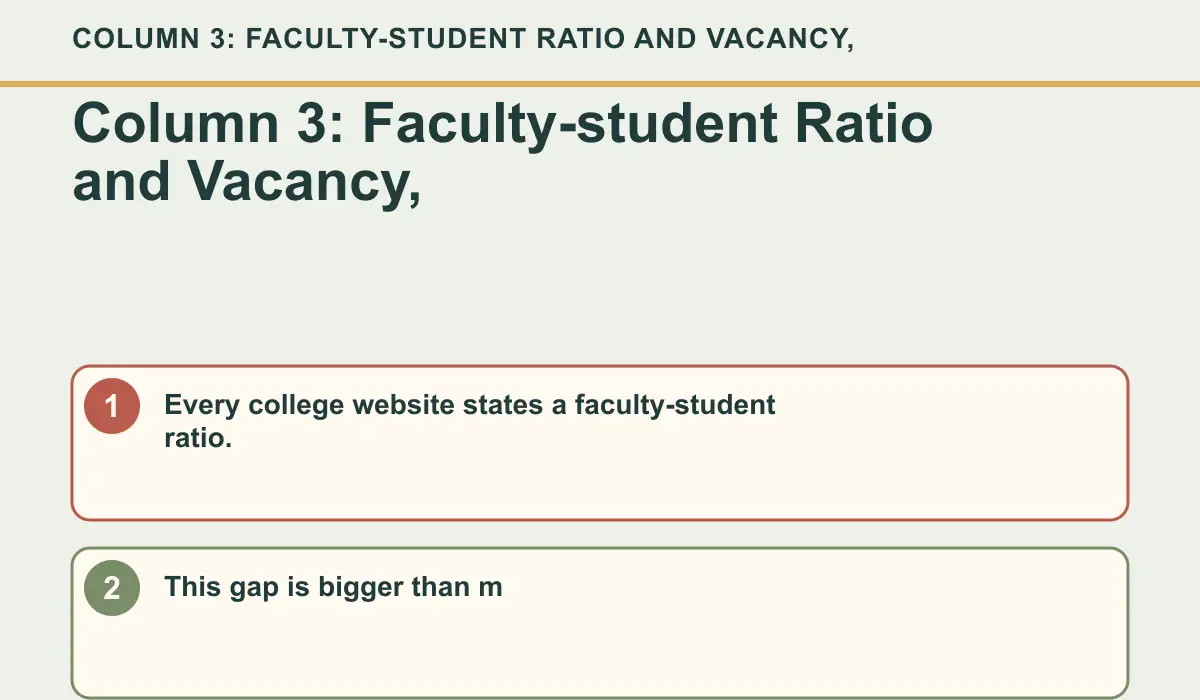 COLUMN 3: FACULTY-STUDENT RATIO AND VACANCY,
Column 3: Faculty-student Ratio
and Vacancy,
1
Every college website states a faculty-student
ratio.
2
This gap is bigger than m